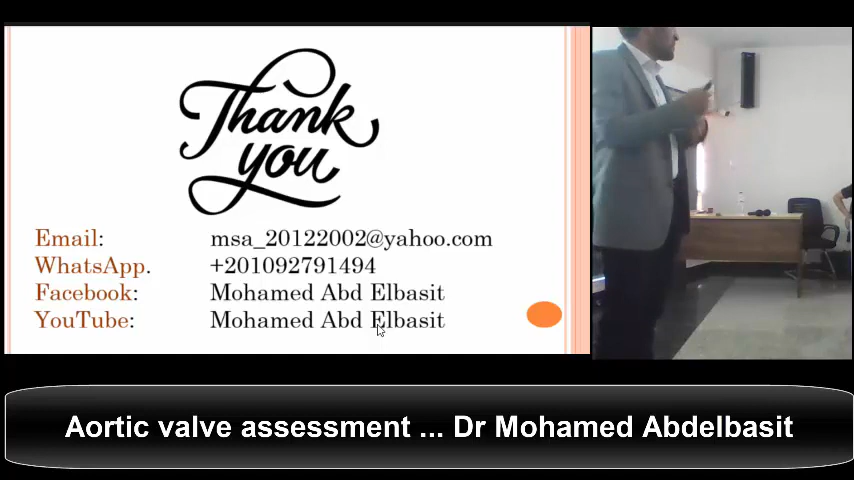 Thank
you
Email: msa_20122002@yahoo.com
WhatsApp. +201092791494
Facebook: Mohamed Abd Elbasit
YouTube: Mohamed Abd Elbasit
Aortic valve assessment ... Dr Mohamed Abdelbasit